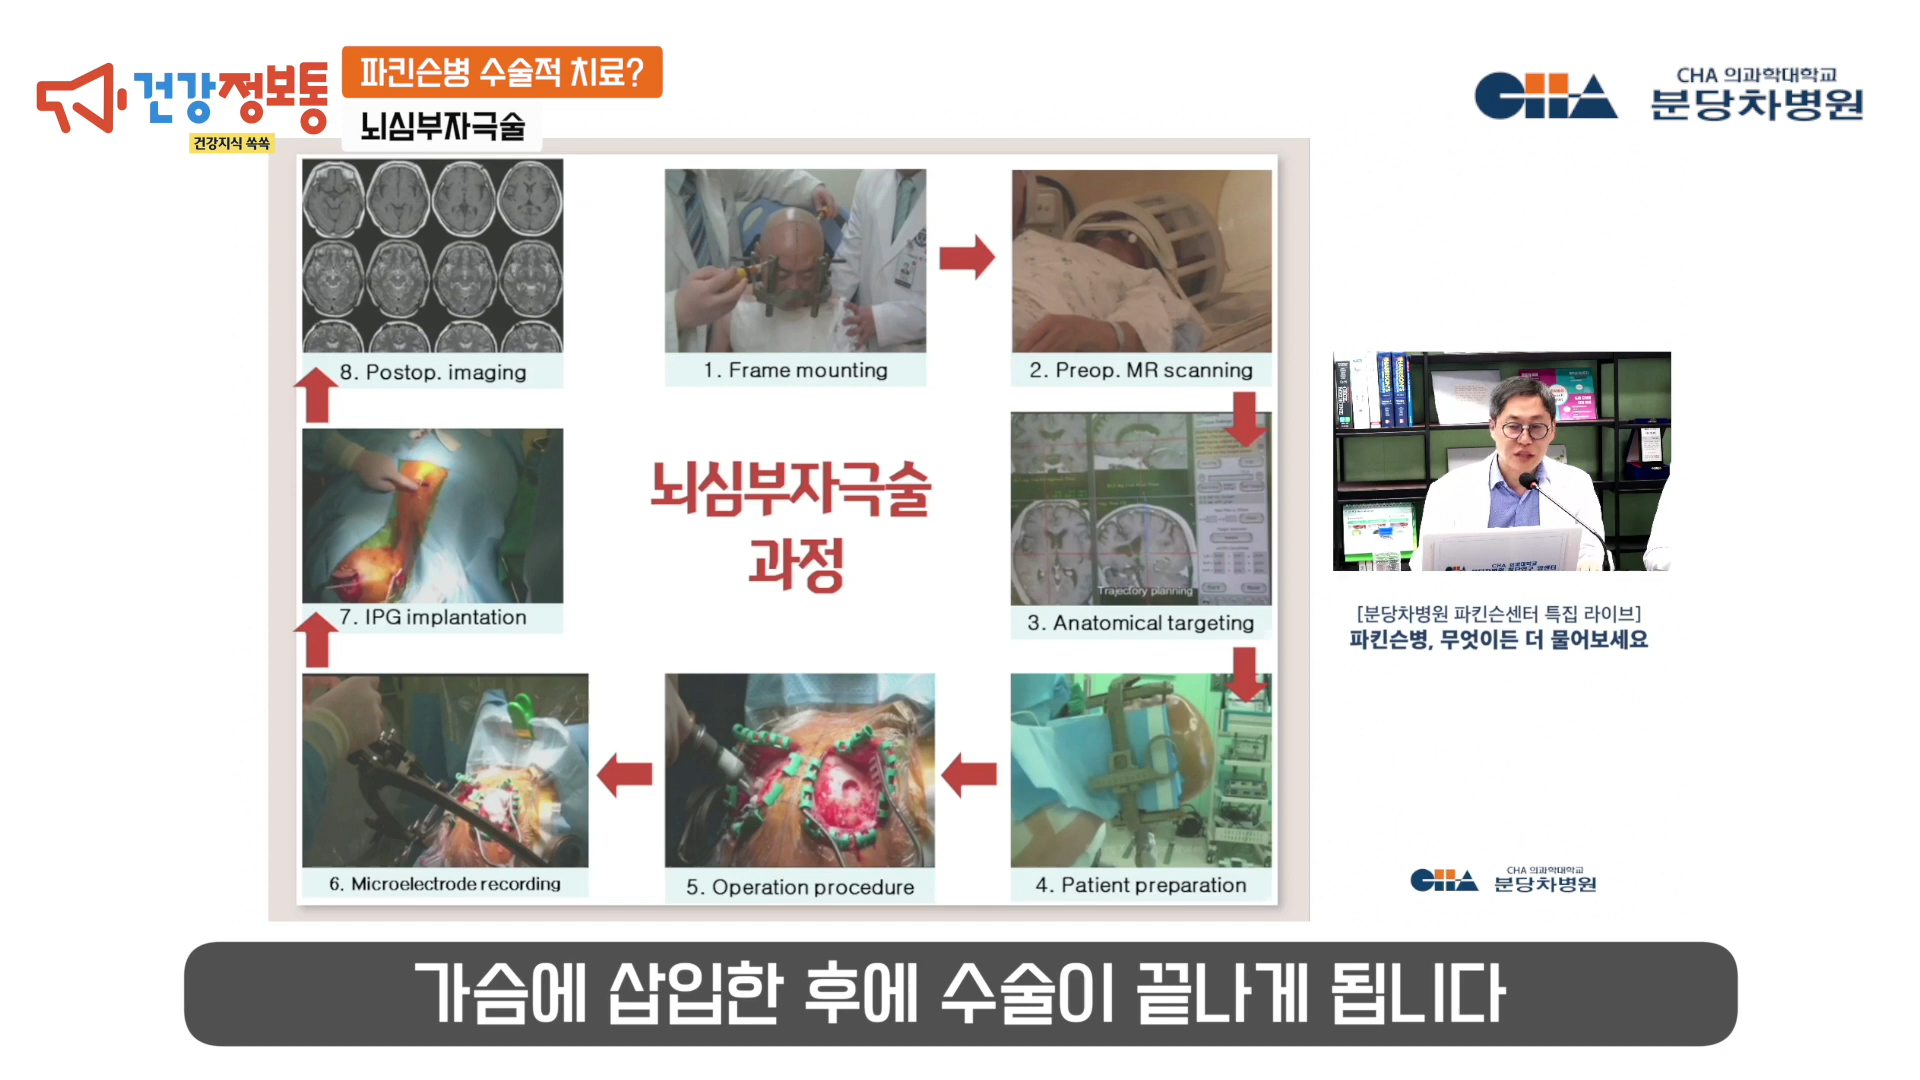 건강정보통
건강지식 쏙쏙
파킨슨병 수술적 치료?
뇌심부자극술
CHA 의과학대학교
분당차병원
8. Postop. imaging
1. Frame mounting
2. Preop. MR scanning
뇌심부자극술
과정
Trajectory planning
7. IPG implantation
3. Anatomical targeting
6. Microelectrode recording
5. Operation procedure
4. Patient preparation
[분당차병원 파킨슨센터 특집 라이브]
파킨슨병, 무엇이든 더 물어보세요
CHA 의과학대학교
분당차병원
가슴에 삽입한 후에 수술이 끝나게 됩니다